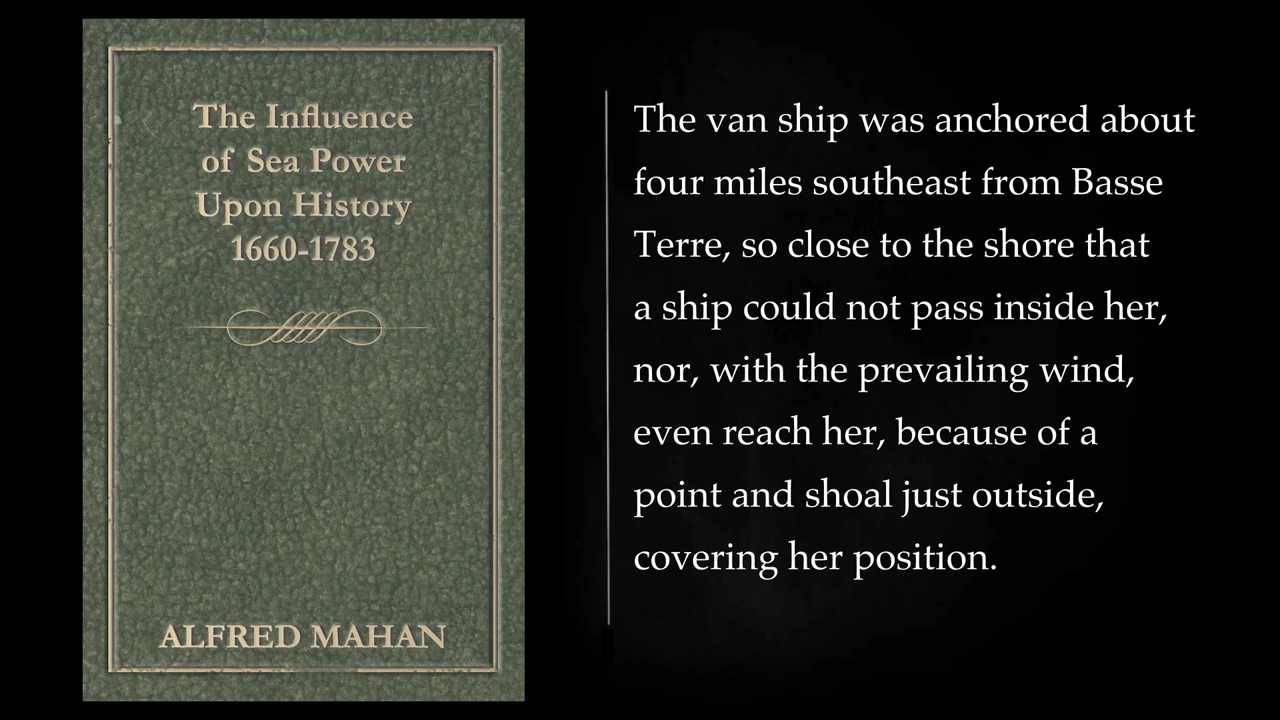 The Influence
of Sea Power
Upon History
1660-1783
ALFRED MAHAN
The van ship was anchored about
four miles southeast from Basse
Terre, so close to the shore that
a ship could not pass inside her,
nor, with the prevailing wind,
even reach her, because of a
point and shoal just outside,
covering her position.